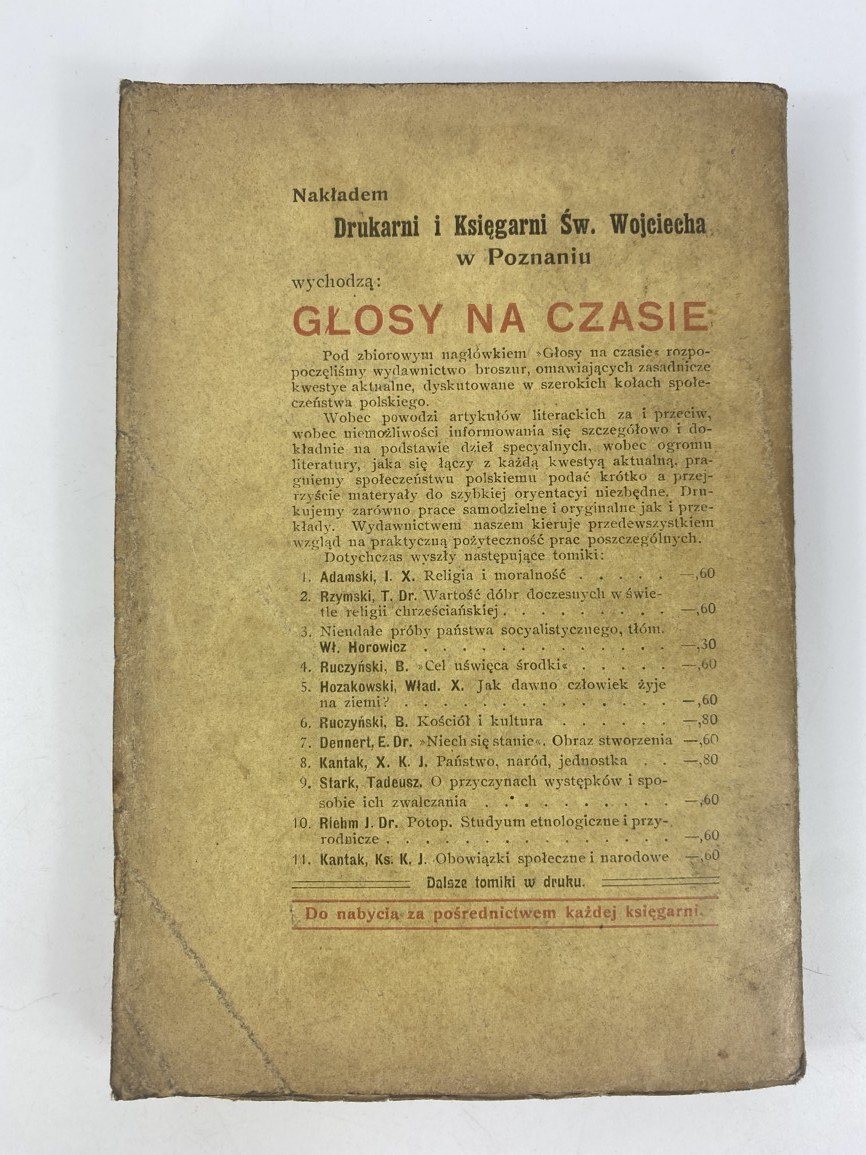 Nakładem
Drukarni i Księgarni Św. Wojciecha
w Poznaniu
wychodzą:
GŁOSY NA CZASIE
Pod zbiorowym nagłówkiem »Głosy na czasie« rozpo-
poczęliśmy wydawnictwo broszur, omawiających zasadnicze
kwestye aktualne, dyskutowane w szerokich kołach społe-
czeństwa polskiego.
Wobec powodzi artykułów literackich za i przeciw,
wobec niemożliwości informowania się szczegółowo i do-
kładnie na podstawie dzieł specyalnych, wobec ogromu
literatury, jaka się łączy z każdą kwestyą aktualną, pra-
gniemy społeczeństwu polskiemu podać krótko a przej-
rzyście materyały do szybkiej oryentacyi niezbędne. Dru-
kujemy zarówno prace samodzielne i oryginalne jak i prze-
kłady. Wydawnictwem naszem kieruje przedewszystkiem
wzgląd na praktyczną pożyteczność prac poszczególnych.
Dotychczas wyszły następujące tomiki:
1. Adamski, I. X. Religia i moralność . . . . . —,60
2. Rzymski, T. Dr. Wartość dóbr doczesnych w świe-
tle religii chrześciańskiej . . . . . . . . . —,60
3. Nieudałe próby państwa socyalistycznego, tłóm.
Wł. Horowicz . . . . . . . . . . . . . —,30
4. Ruczyński, B. »Cel uświęca środki« . . . . . —,60
5. Hozakowski, Wład. X. Jak dawno człowiek żyje
na ziemi? . . . . . . . . . . . . . . —,60
6. Ruczyński, B. Kościół i kultura . . . . . . —,80
7. Dennert, E. Dr. »Niech się stanie«. Obraz stworzenia —,60
8. Kantak, X. K. J. Państwo, naród, jednostka . . —,80
9. Stark, Tadeusz. O przyczynach występków i spo-
sobie ich zwalczania . . . . . . . . . —,60
10. Riehm J. Dr. Potop. Studyum etnologiczne i przy-
rodnicze . . . . . . . . . . . . . . . —,60
11. Kantak, Ks. K. J. Obowiązki społeczne i narodowe —,60
Dalsze tomiki w druku.
Do nabycia za pośrednictwem każdej księgarni.